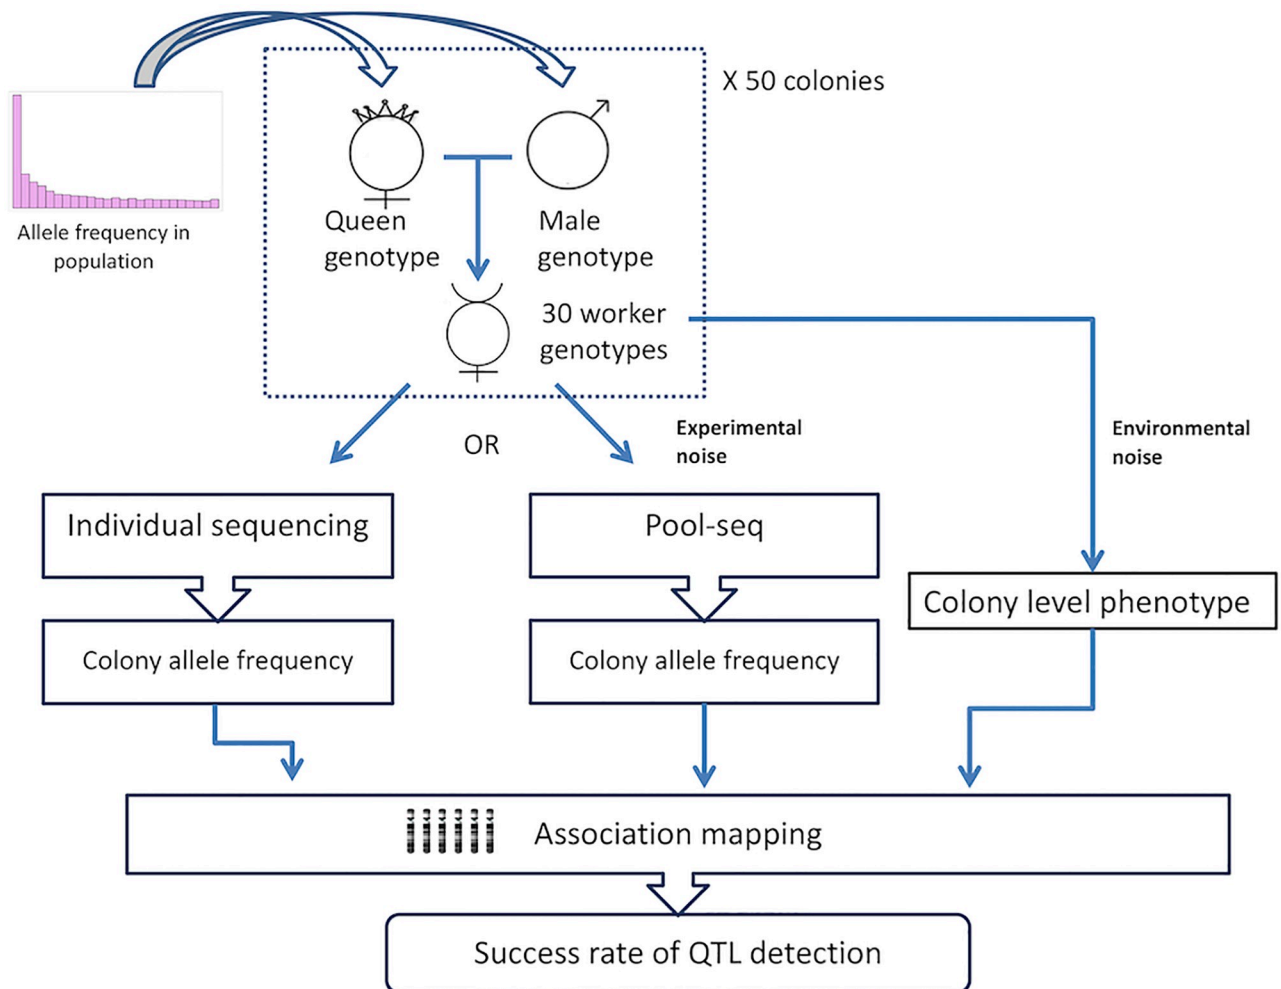 X 50 colonies
Allele frequency in
population
Queen
genotype
Male
genotype
30 worker
genotypes
OR
Experimental
noise
Environmental
noise
Individual sequencing
Pool-seq
Colony level phenotype
Colony allele frequency
Colony allele frequency
Association mapping
Success rate of QTL detection